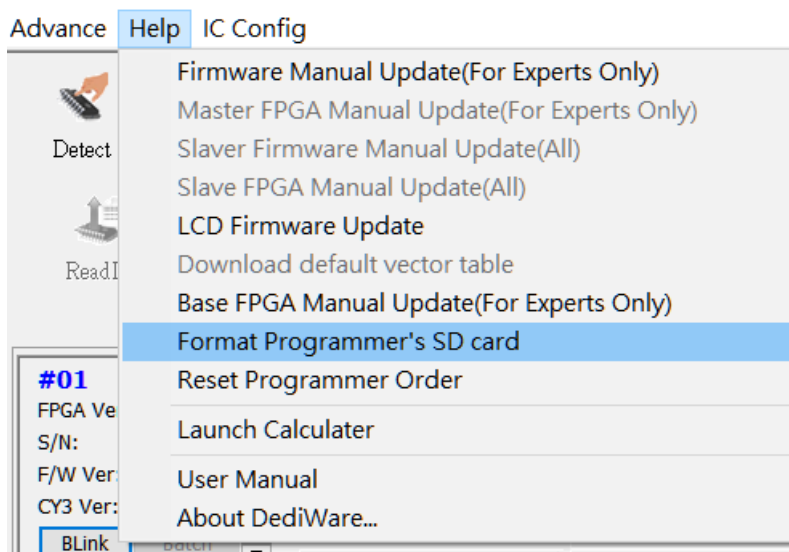 Advance Help IC Config
Firmware Manual Update(For Experts Only)
Master FPGA Manual Update(For Experts Only)
Detect
Slaver Firmware Manual Update(All)
Slave FPGA Manual Update(All)
LCD Firmware Update
Download default vector table
Base FPGA Manual Update(For Experts Only)
Format Programmer's SD card
Reset Programmer Order
Launch Calculater
User Manual
About DediWare...
#01
S/N:
F/W Ver:
CY3 Ver:
BLink